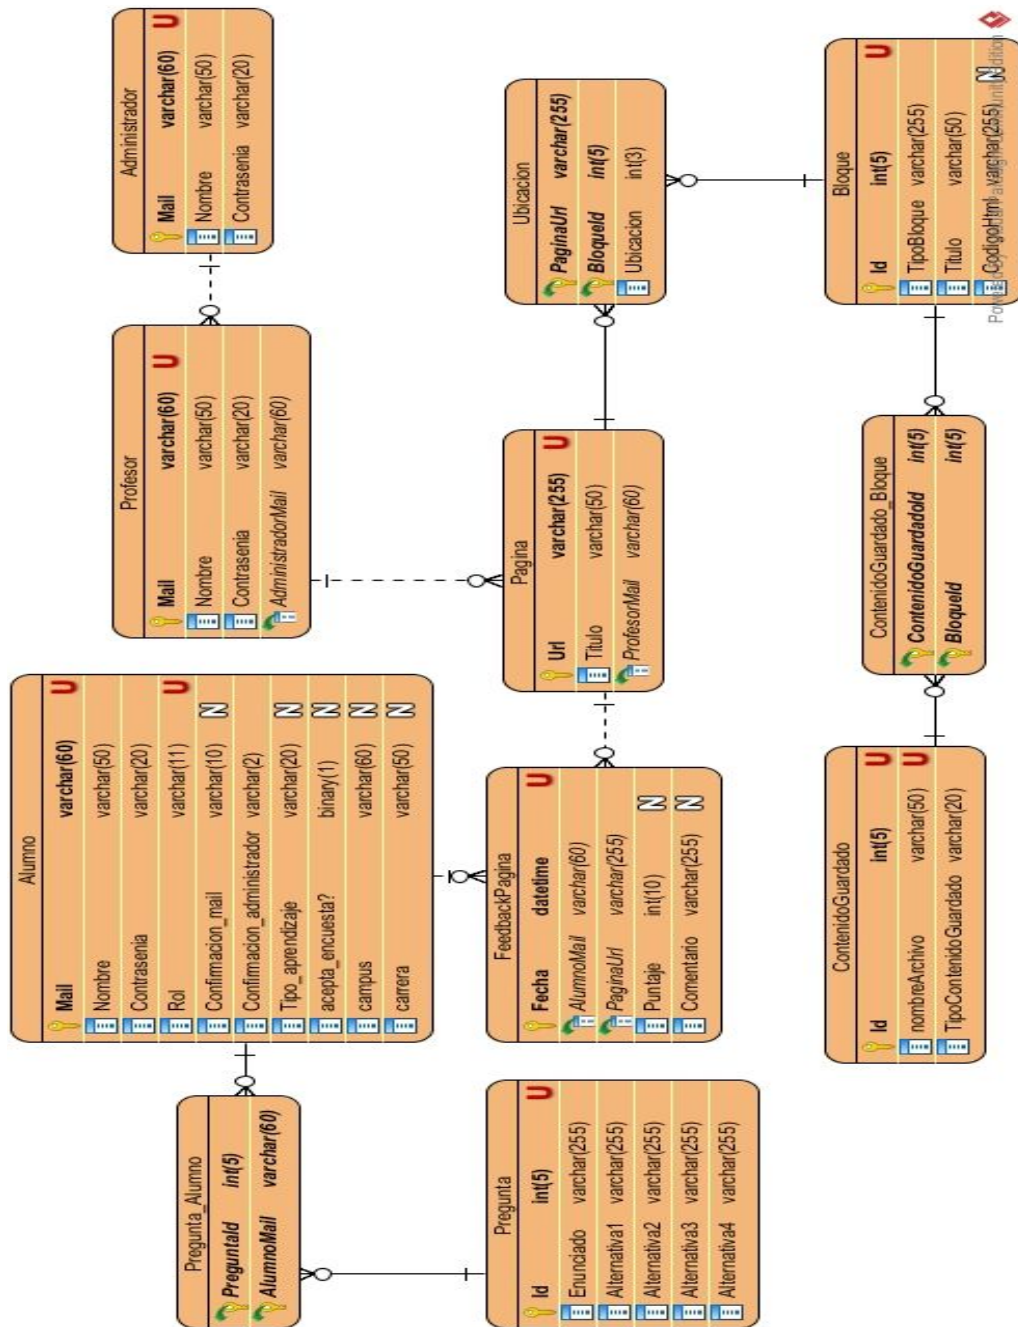 Alumno
Mail varchar(60) U
Nombre varchar(50)
Contrasenia varchar(20)
Rol varchar(11) U
Confirmacion_mail varchar(10) N
Confirmacion_administrador varchar(2)
Tipo_aprendizaje varchar(20) N
acepta_encuesta? binary(1) N
campus varchar(60) N
carrera varchar(50) N
Profesor
Mail varchar(60) U
Nombre varchar(50)
Contrasenia varchar(20)
AdministradorMail varchar(60)
Administrador
Mail varchar(60) U
Nombre varchar(50)
Contrasenia varchar(20)
Pregunta_Alumno
PreguntaId int(5)
AlumnoMail varchar(60)
Pregunta
Id int(5) U
Enunciado varchar(255)
Alternativa1 varchar(255)
Alternativa2 varchar(255)
Alternativa3 varchar(255)
Alternativa4 varchar(255)
FeedbackPagina
Fecha datetime U
AlumnoMail varchar(60)
PaginaUrl varchar(255)
Puntaje int(10) N
Comentario varchar(255) N
Pagina
Url varchar(255) U
Titulo varchar(50)
ProfesorMail varchar(60)
Ubicacion
PaginaUrl varchar(255)
BloqueId int(5)
Ubicacion int(3)
ContenidoGuardado
Id int(5) U
nombreArchivo varchar(50) U
TipoContenidoGuardado varchar(20)
ContenidoGuardado_Bloque
ContenidoGuardadoId int(5)
BloqueId int(5)
Bloque
Id int(5) U
TipoBloque varchar(255)
Titulo varchar(50)
CodigoHtml varchar(255) N
Powered Edition